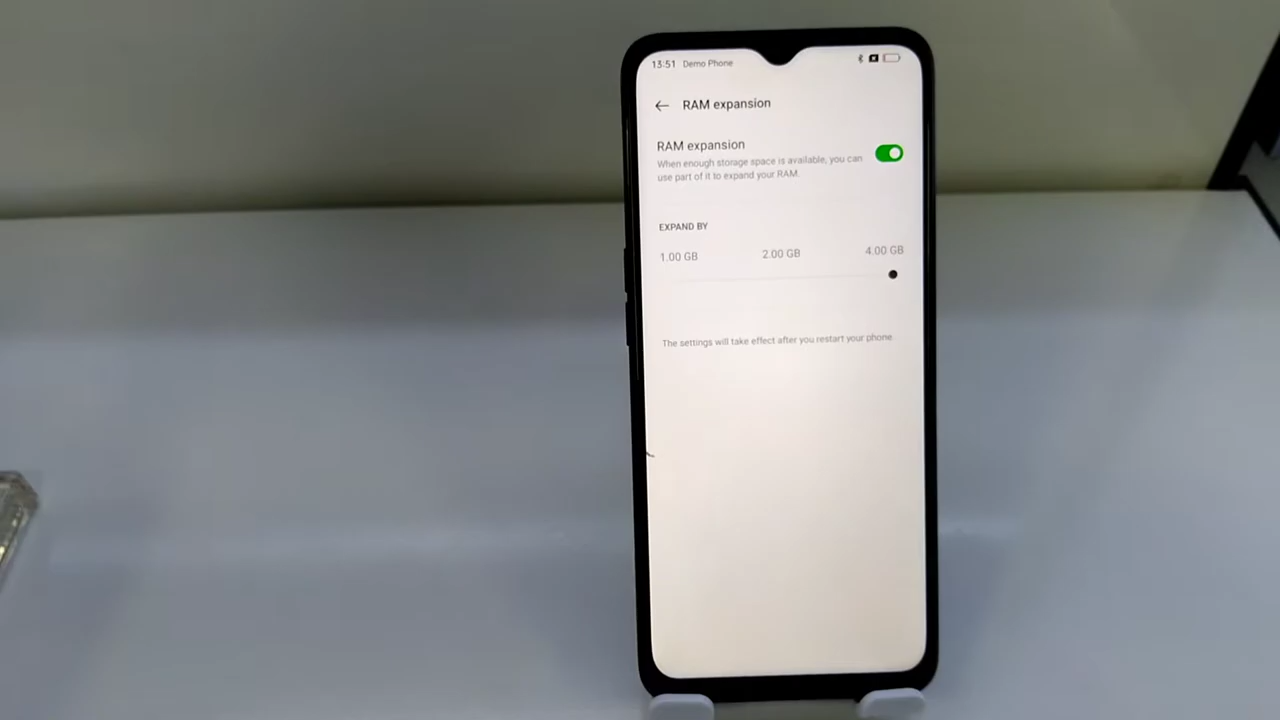 13:51 Demo Phone
RAM expansion
RAM expansion
When enough storage space is available, you can
use part of it to expand your RAM.
EXPAND BY
1.00 GB 2.00 GB 4.00 GB
The settings will take effect after you restart your phone.